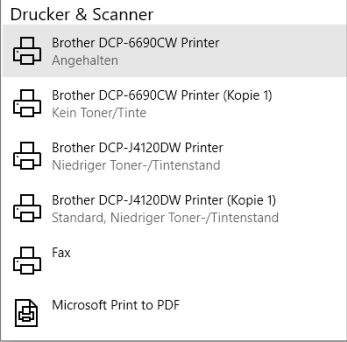 Drucker & Scanner
Brother DCP-6690CW Printer
Angehalten
Brother DCP-6690CW Printer (Kopie 1)
Kein Toner/Tinte
Brother DCP-J4120DW Printer
Niedriger Toner-/Tintenstand
Brother DCP-J4120DW Printer (Kopie 1)
Standard, Niedriger Toner-/Tintenstand
Fax
Microsoft Print to PDF